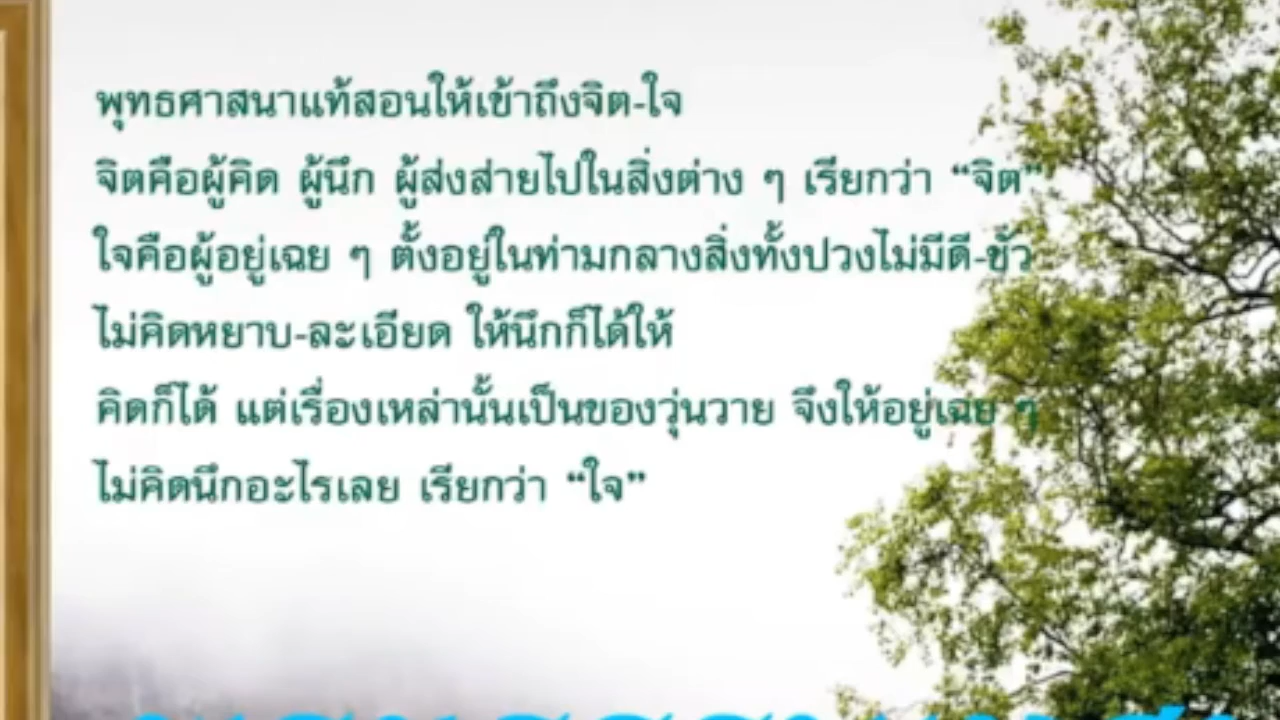 พุทธศาสนาแท้สอนให้เข้าถึงจิต-ใจ
จิตคือผู้คิด ผู้นึก ผู้ส่งส่ายไปในสิ่งต่าง ๆ เรียกว่า “จิต”
ใจคือผู้อยู่เฉย ๆ ตั้งอยู่ในท่ามกลางสิ่งทั้งปวงไม่มีดี-ชั่ว
ไม่คิดหยาบ-ละเอียด ให้นึกก็ได้ให้
คิดก็ได้ แต่เรื่องเหล่านั้นเป็นของวุ่นวาย จึงให้อยู่เฉย ๆ
ไม่คิดนึกอะไรเลย เรียกว่า “ใจ”